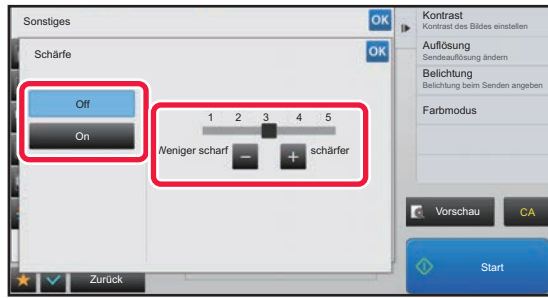 Sonstiges
OK
Schärfe
OK
Off
On
1 2 3 4 5
Weniger scharf
schärfer
Zurück
Kontrast
Kontrast des Bildes einstellen
Auflösung
Sendeauflösung ändern
Belichtung
Belichtung beim Senden angeben
Farbmodus
Vorschau
CA
Start